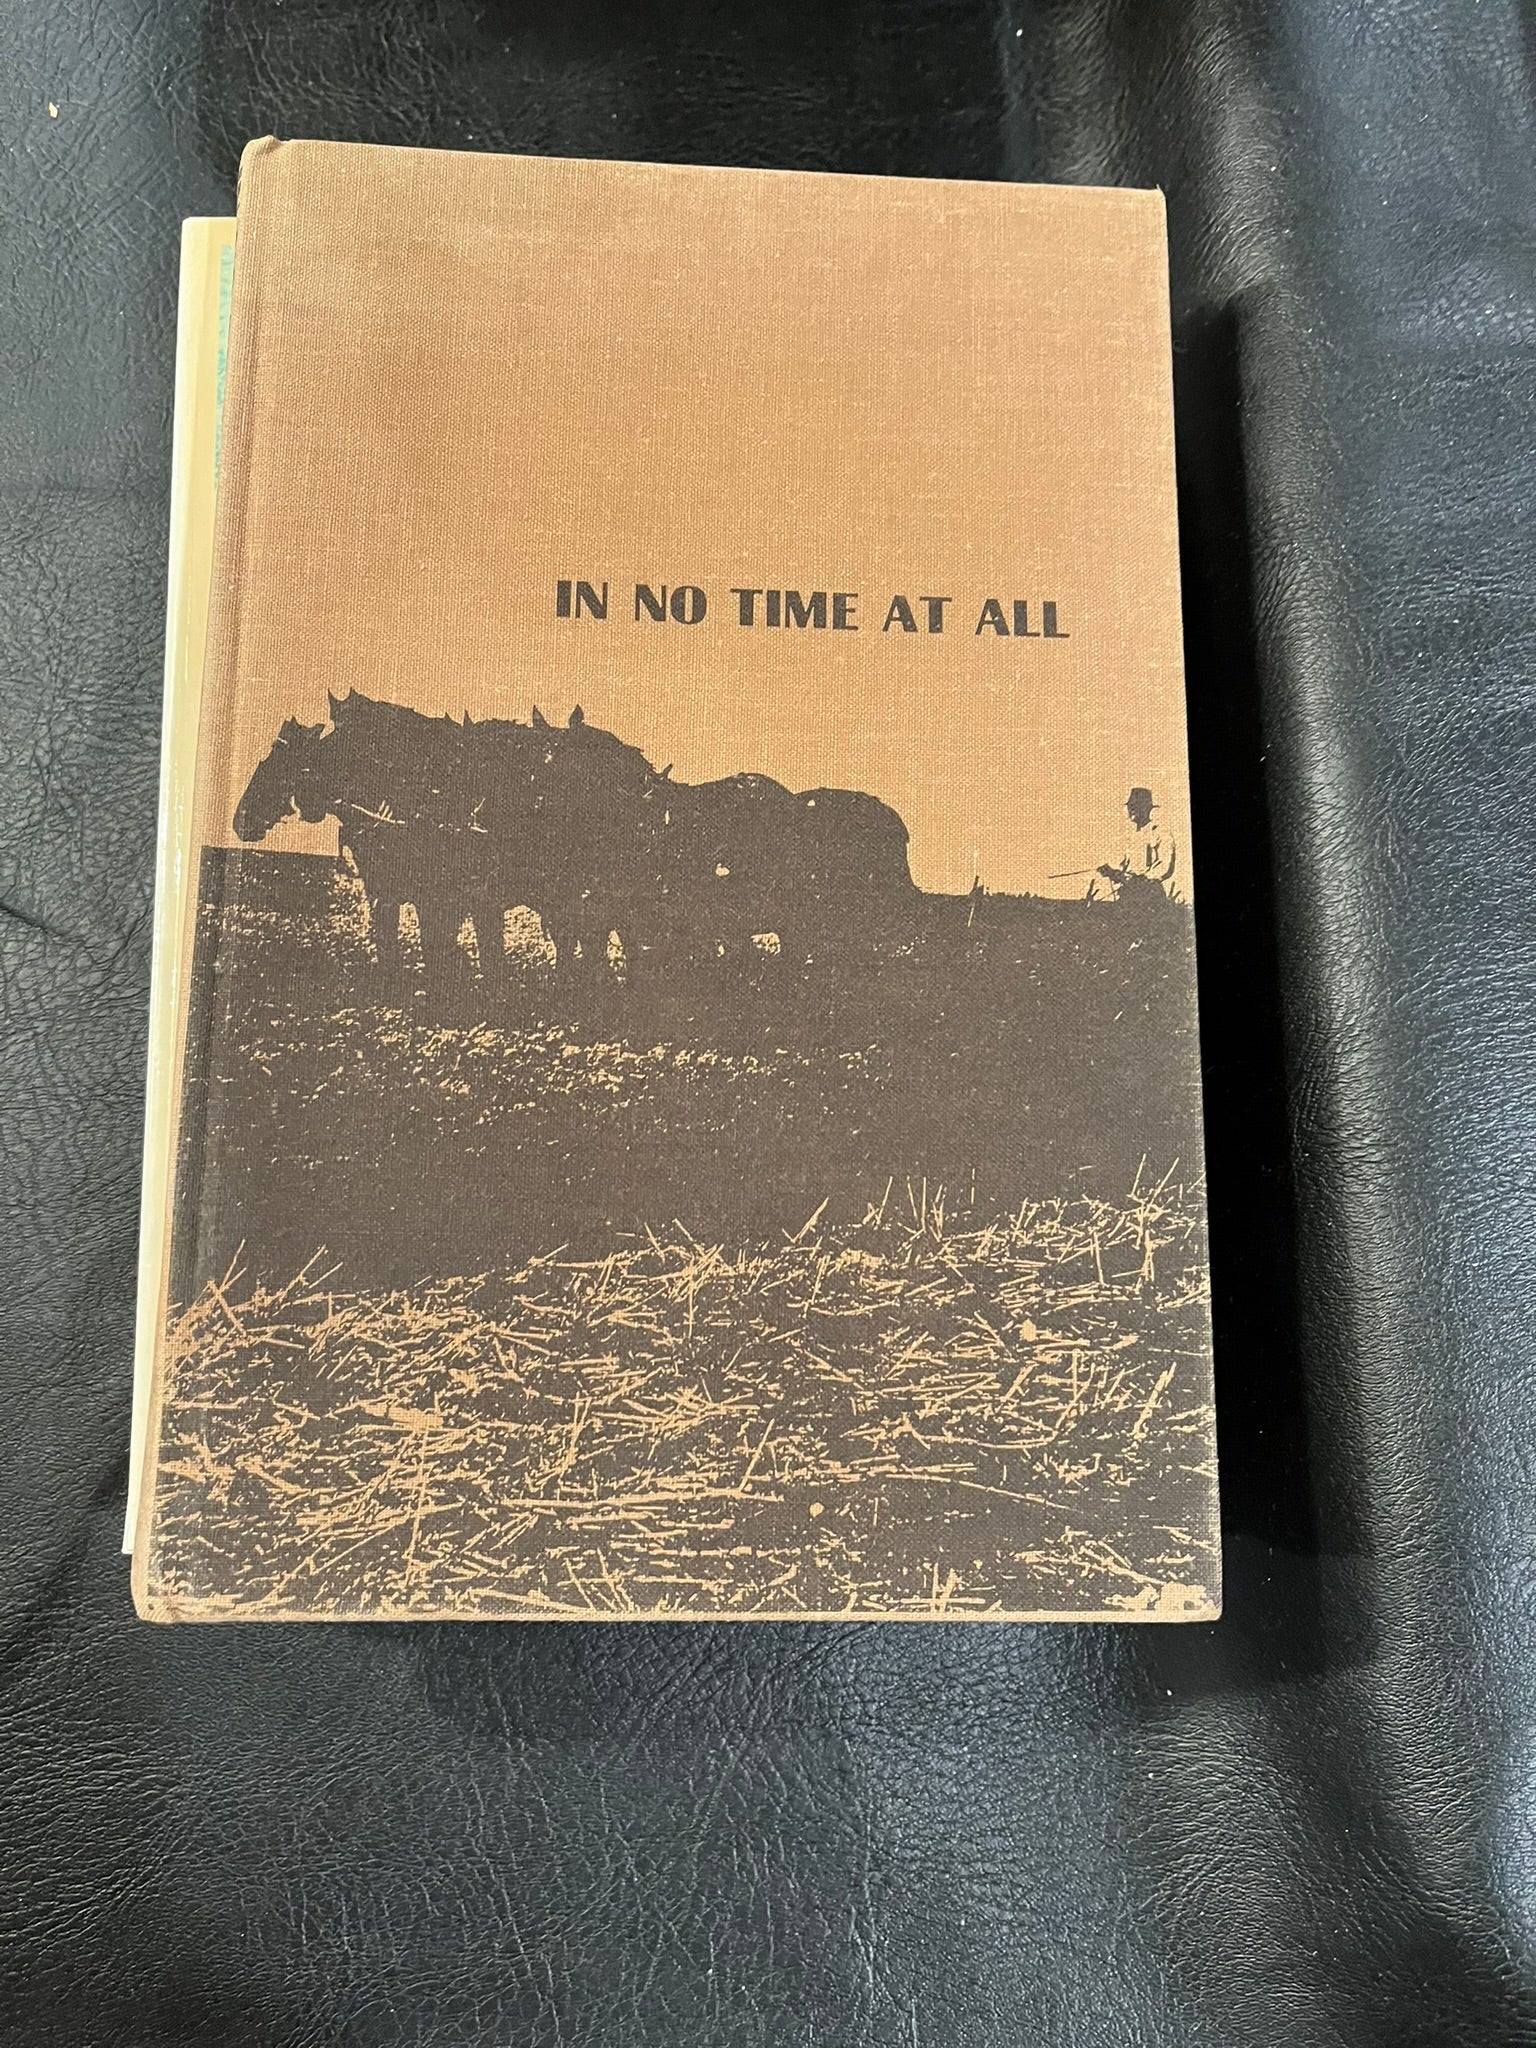 IN NO TIME AT ALL